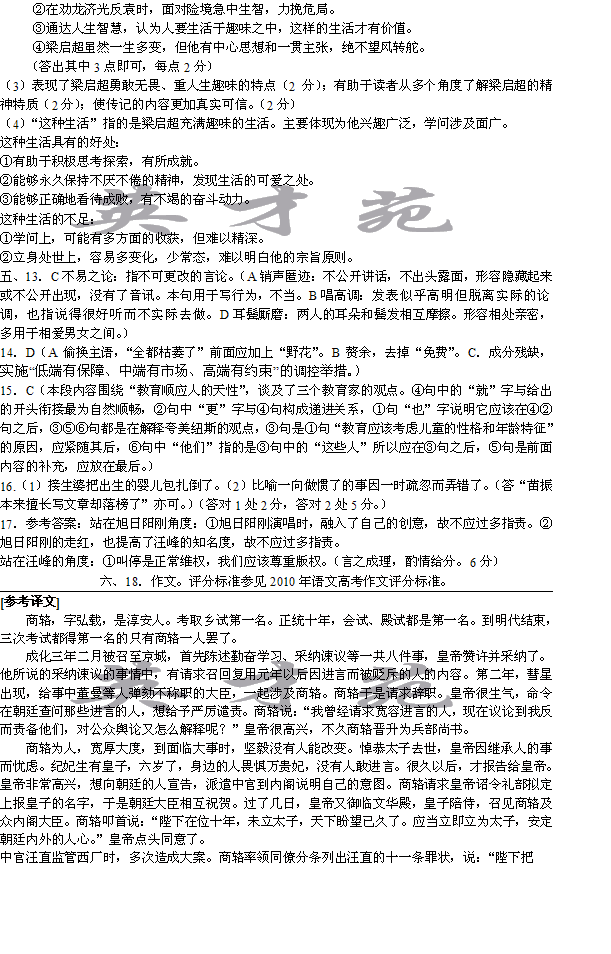 ②在劝龙济光反袁时，面对险境急中生智，力挽危局。
③通达人生智慧，认为人要生活于趣味之中，这样的生活才有价值。
④梁启超虽然一生多变，但他有中心思想和一贯主张，绝不望风转舵。
（答出其中 3 点即可，每点 2 分）
（3）表现了梁启超勇敢无畏、重人生趣味的特点（2 分）；有助于读者从多个角度了解梁启超的精
神特质（2 分）；使传记的内容更加真实可信。（2 分）
（4）“这种生活”指的是梁启超充满趣味的生活。主要体现为他兴趣广泛，学问涉及面广。
这种生活具有的好处：
①有助于积极思考探索，有所成就。
②能够永久保持不厌不倦的精神，发现生活的可爱之处。
③能够正确地看待成败，有不竭的奋斗动力。
这种生活的不足：
①学问上，可能有多方面的收获，但难以精深。
②立身处世上，容易多变化，少常态，难以明白他的宗旨原则。
五、13．C 不易之论：指不可更改的言论。（A 销声匿迹：不公开讲话，不出头露面，形容隐藏起来
或不公开出现，没有了音讯。本句用于写行为，不当。B 唱高调：发表似乎高明但脱离实际的论
调，也指说得很好听而不实际去做。D 耳鬓厮磨：两人的耳朵和鬓发相互摩擦。形容相处亲密，
多用于相爱男女之间。）
14．D（A 偷换主语，“全都枯萎了”前面应加上“野花”。B 赘余，去掉“免费”。C．成分残缺，
实施“低端有保障、中端有市场、高端有约束”的调控举措。）
15．C（本段内容围绕“教育顺应人的天性”，谈及了三个教育家的观点。④句中的“就”字与给出
的开头衔接最为自然顺畅，②句中“更”字与④句构成递进关系，①句“也”字说明它应该在④②
句之后，③⑤⑥句都是在解释夸美纽斯的观点，③句是①句“教育应该考虑儿童的性格和年龄特征”
的原因，应紧随其后，⑥句中“他们”指的是③句中的“这些人”所以应在③句之后，⑤句是前面
内容的补充，应放在最后。）
16．（1）接生婆把出生的婴儿包扎倒了。（2）比喻一向做惯了的事因一时疏忽而弄错了。（答“苗振
本来擅长写文章却落榜了”亦可。）（答对 1 处 2 分，答对 2 处 5 分。）
17．参考答案：站在旭日阳刚角度：①旭日阳刚演唱时，融入了自己的创意，故不应过多指责。②
旭日阳刚的走红，也提高了汪峰的知名度，故不应过多指责。
站在汪峰的角度：①叫停是正常维权，我们应该尊重版权。（言之成理，酌情给分。6 分）
六、18．作文。评分标准参见 2010 年语文高考作文评分标准。
[参考译文]
商辂，字弘载，是淳安人。考取乡试第一名。正统十年，会试、殿试都是第一名。到明代结束，
三次考试都得第一名的只有商辂一人罢了。
成化三年二月被召至京城，首先陈述勤奋学习、采纳谏议等一共八件事，皇帝赞许并采纳了。
他所说的采纳谏议的事情中，有请求召回复用元年以后因进言而被贬斥的人的内容。第二年，彗星
出现，给事中董旻等人弹劾不称职的大臣，一起涉及商辂。商辂于是请求辞职。皇帝很生气，命令
在朝廷查问那些进言的人，想给予严厉谴责。商辂说：“我曾经请求宽容进言的人，现在议论到我反
而责备他们，对公众舆论又怎么解释呢？”皇帝很高兴，不久商辂晋升为兵部尚书。
商辂为人，宽厚大度，到面临大事时，坚毅没有人能改变。悼恭太子去世，皇帝因继承人的事
而忧虑。纪妃生有皇子，六岁了，身边的人畏惧万贵妃，没有人敢进言。很久以后，才报告给皇帝。
皇帝非常高兴，想向朝廷的人宣告，派遣中官到内阁说明自己的意图。商辂请求皇帝诏令礼部拟定
上报皇子的名字，于是朝廷大臣相互祝贺。过了几日，皇帝又御临文华殿，皇子陪侍，召见商辂及
众内阁大臣。商辂叩首说：“陛下在位十年，未立太子，天下盼望已久了。应当立即立为太子，安定
朝廷内外的人心。”皇帝点头同意了。
中官汪直监管西厂时，多次造成大案。商辂率领同僚分条列出汪直的十一条罪状，说：“陛下把
英才苑
英才苑